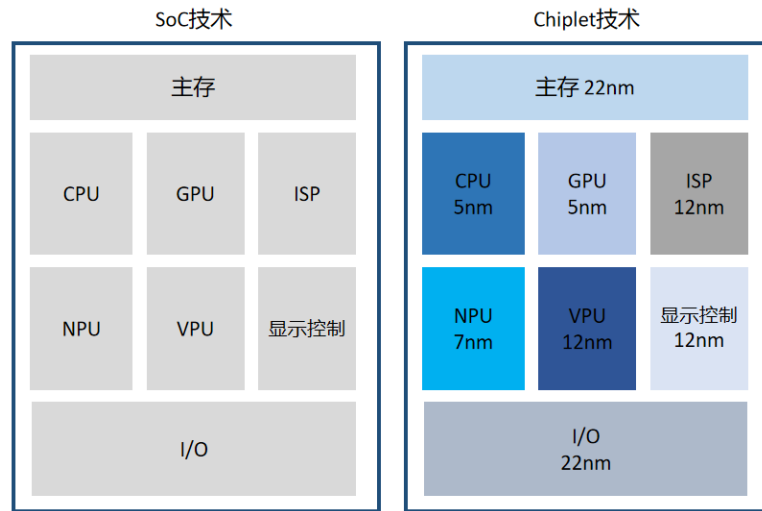 SoC技术
主存
CPU
GPU
ISP
NPU
VPU
显示控制
I/O
Chiplet技术
主存 22nm
CPU
5nm
GPU
5nm
ISP
12nm
NPU
7nm
VPU
12nm
显示控制
12nm
I/O
22nm